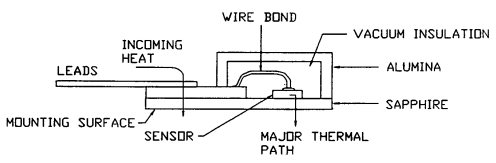 WIRE BOND
VACUUM INSULATION
INCOMING
HEAT
LEADS
ALUMINA
SAPPHIRE
MOUNTING SURFACE
SENSOR
MAJOR THERMAL
PATH